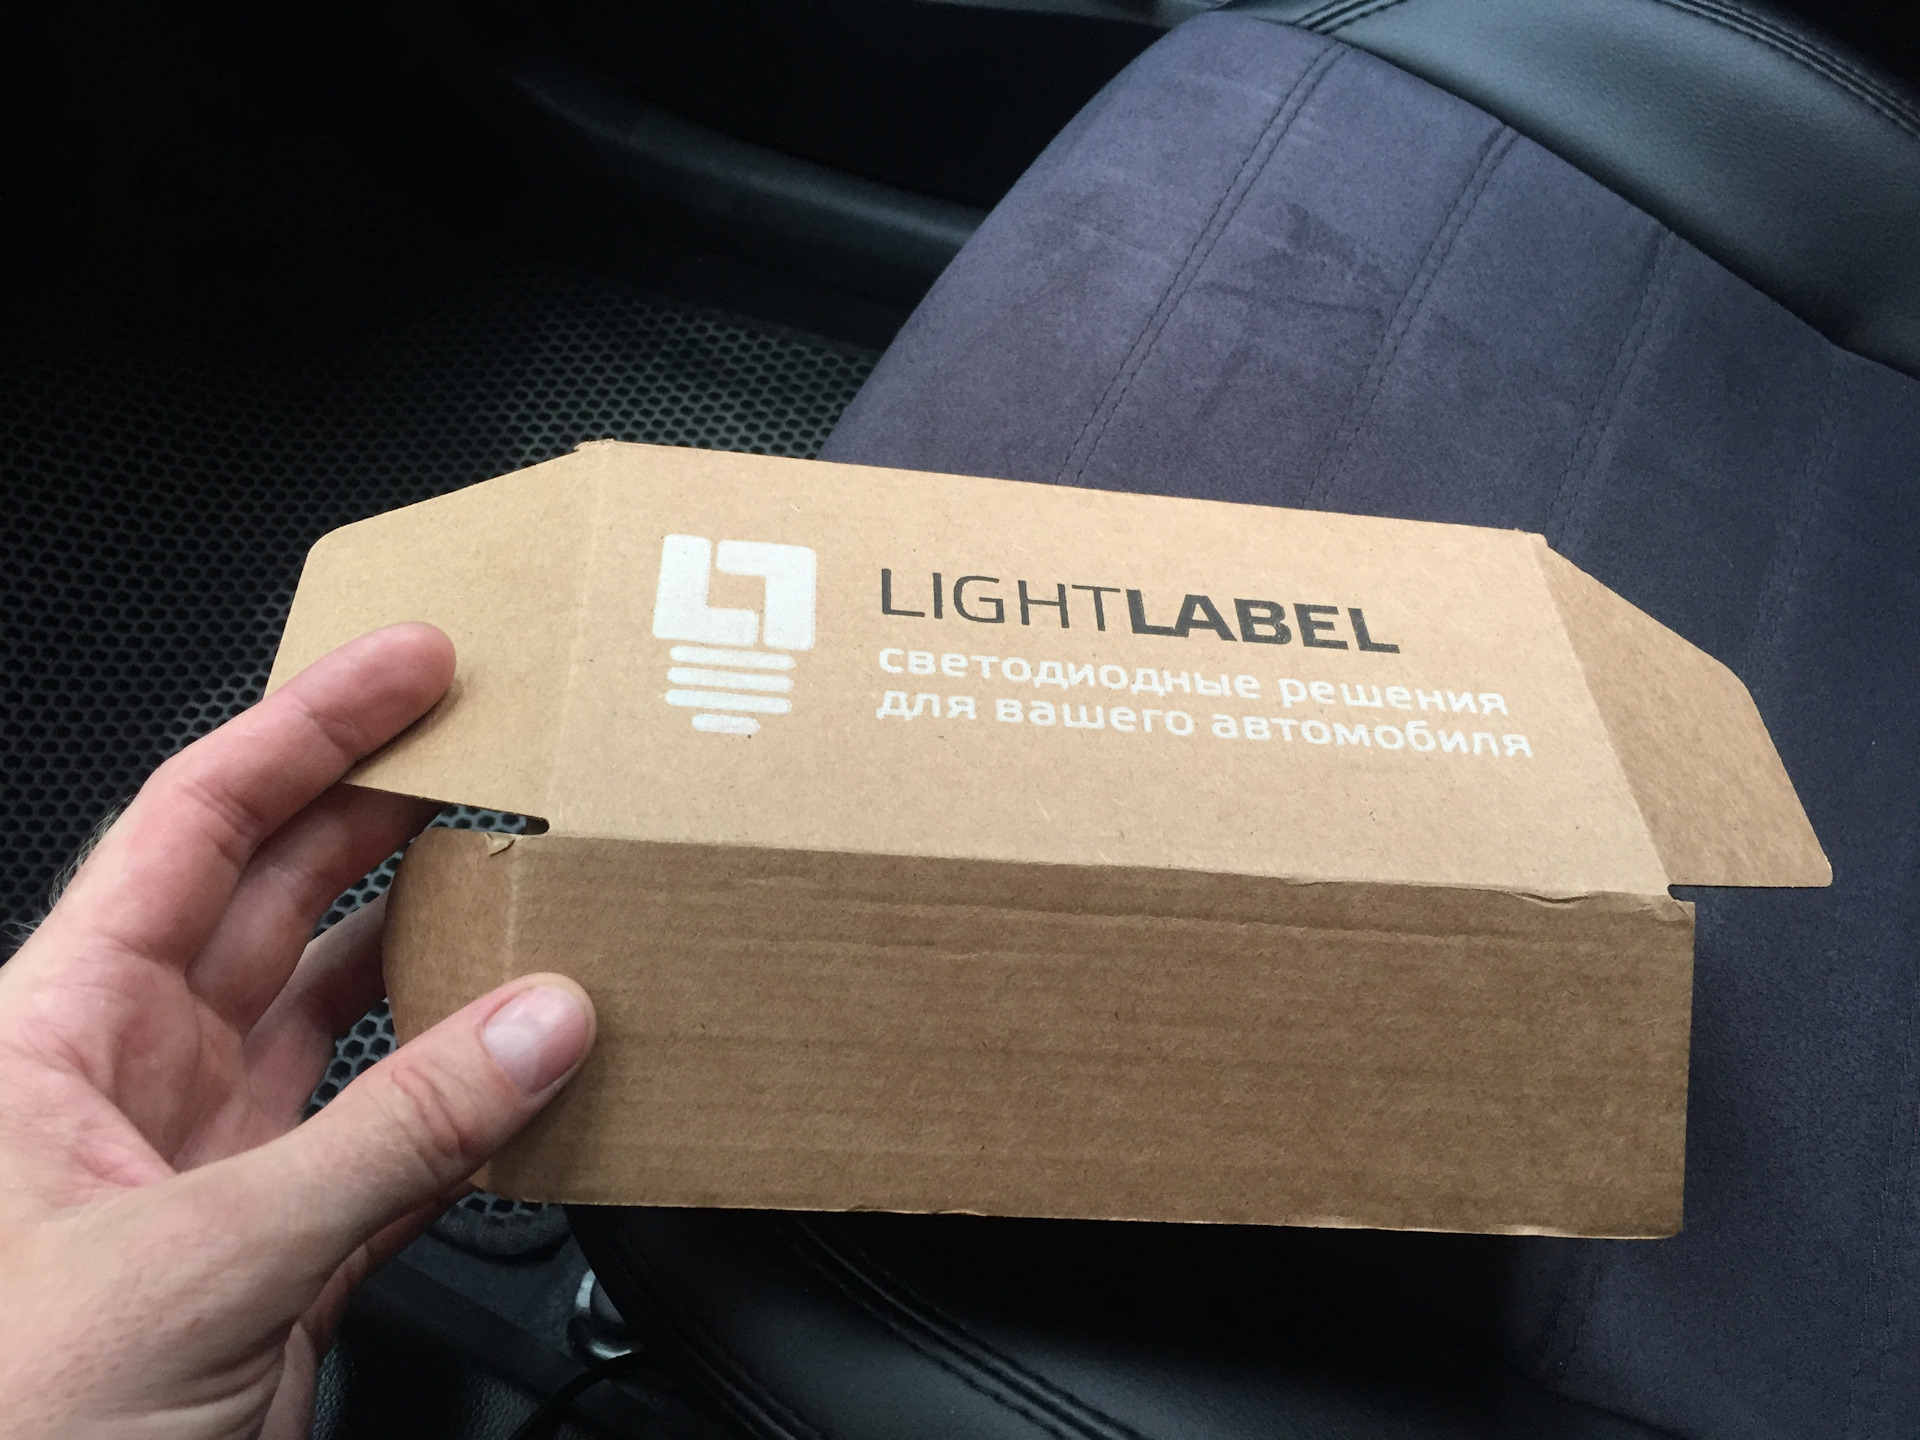 LIGHTLABEL
светодиодные решения
для вашего автомобиля